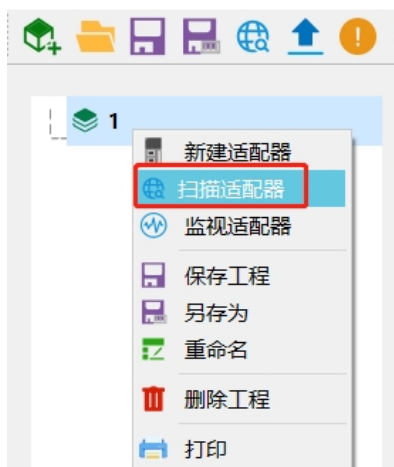 1
新建适配器
扫描适配器
监视适配器
保存工程
另存为
重命名
删除工程
打印